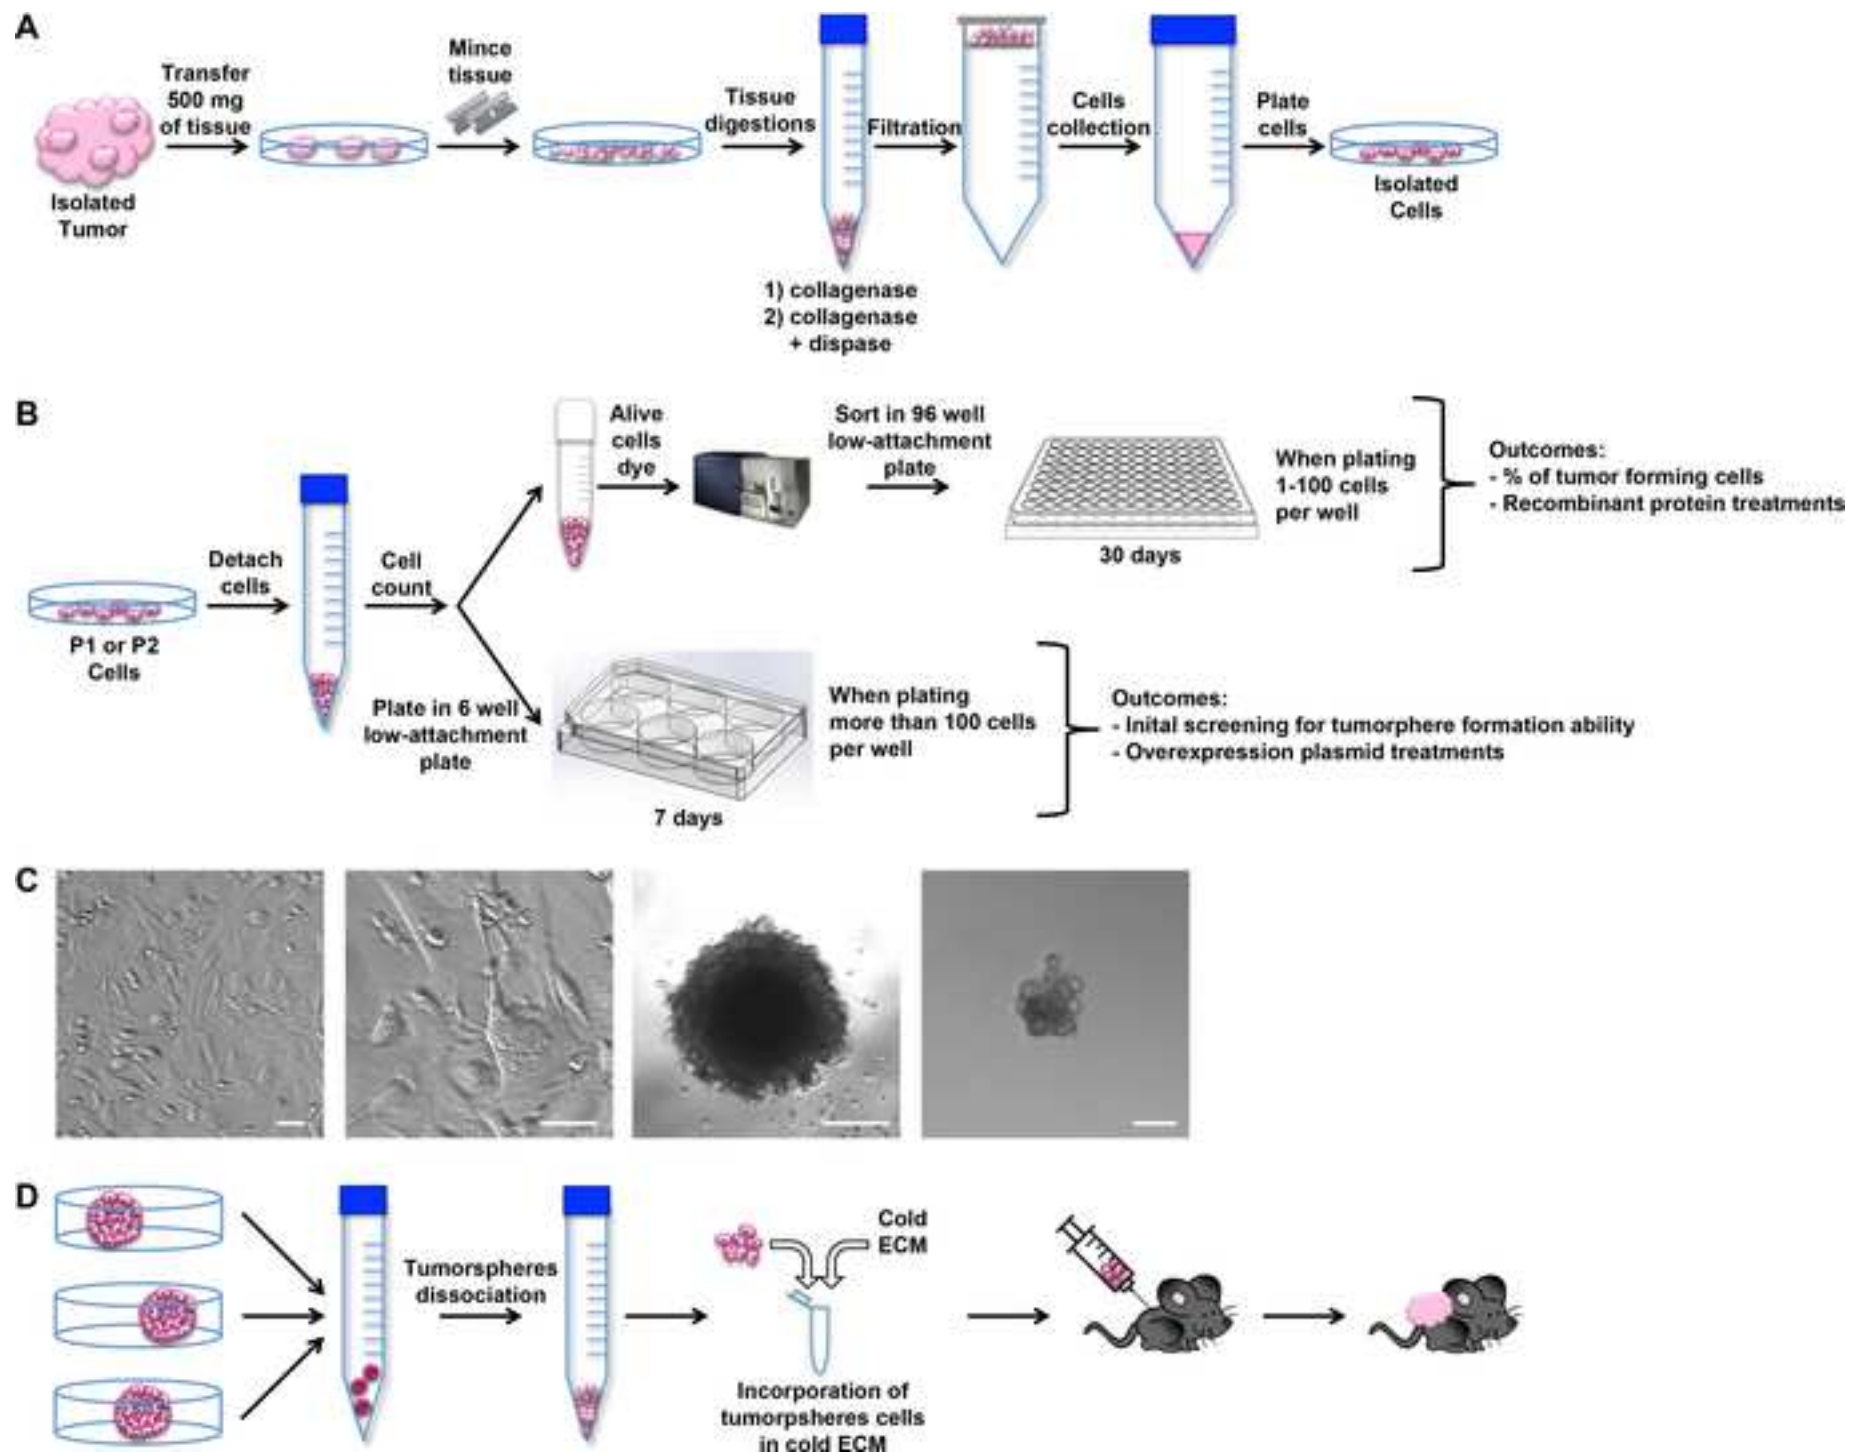 A
Transfer
500 mg
of tissue
Isolated
Tumor
Mince
tissue
Tissue
digestions
1) collagenase
2) collagenase
+ dispase
Filtration
Cells
collection
Plate
cells
Isolated
Cells
B
P1 or P2
Cells
Detach
cells
Cell
count
Alive
cells
dye
Sort in 96 well
low-attachment
plate
30 days
When plating
1-100 cells
per well
Outcomes:
- % of tumor forming cells
- Recombinant protein treatments
Plate in 6 well
low-attachment
plate
7 days
When plating
more than 100 cells
per well
Outcomes:
- Inital screening for tumorphere formation ability
- Overexpression plasmid treatments
C
D
Tumorspheres
dissociation
Cold
ECM
Incorporation of
tumorpsheres cells
in cold ECM